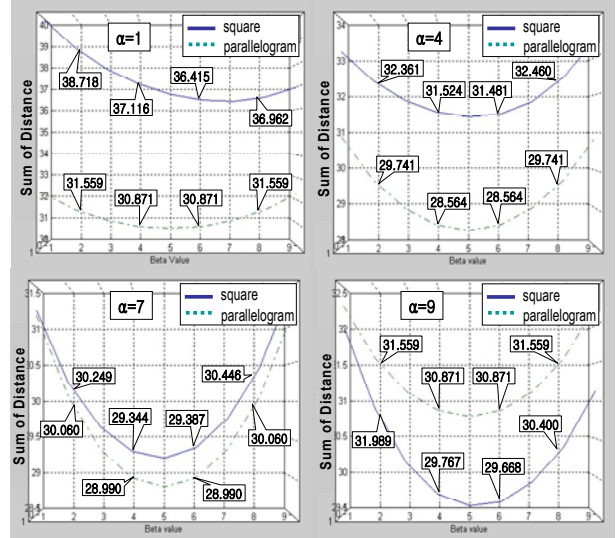 α=1
square
parallelogram
Sum of Distance
40
39
38
37
36
35
34
33
32
31
30
38.718
37.116
36.415
36.962
31.559
30.871
30.871
31.559
1
1 2 3 4 5 6 7 8 9
Beta Value
α=4
square
parallelogram
Sum of Distance
34
33
32
31
30
29
28
32.361
31.524
31.481
32.460
29.741
28.564
28.564
29.741
1
1 2 3 4 5 6 7 8 9
Beta value
α=7
square
parallelogram
Sum of Distance
31.5
31
30.5
30
29.5
29
28.5
30.249
30.060
29.344
29.387
30.446
30.060
28.990
28.990
1
1 2 3 4 5 6 7 8 9
Beta value
α=9
square
parallelogram
Sum of Distance
32.5
32
31.5
31
30.5
30
29.5
31.559
31.559
30.871
30.871
31.989
29.767
29.668
30.400
1
1 2 3 4 5 6 7 8 9
Beta value